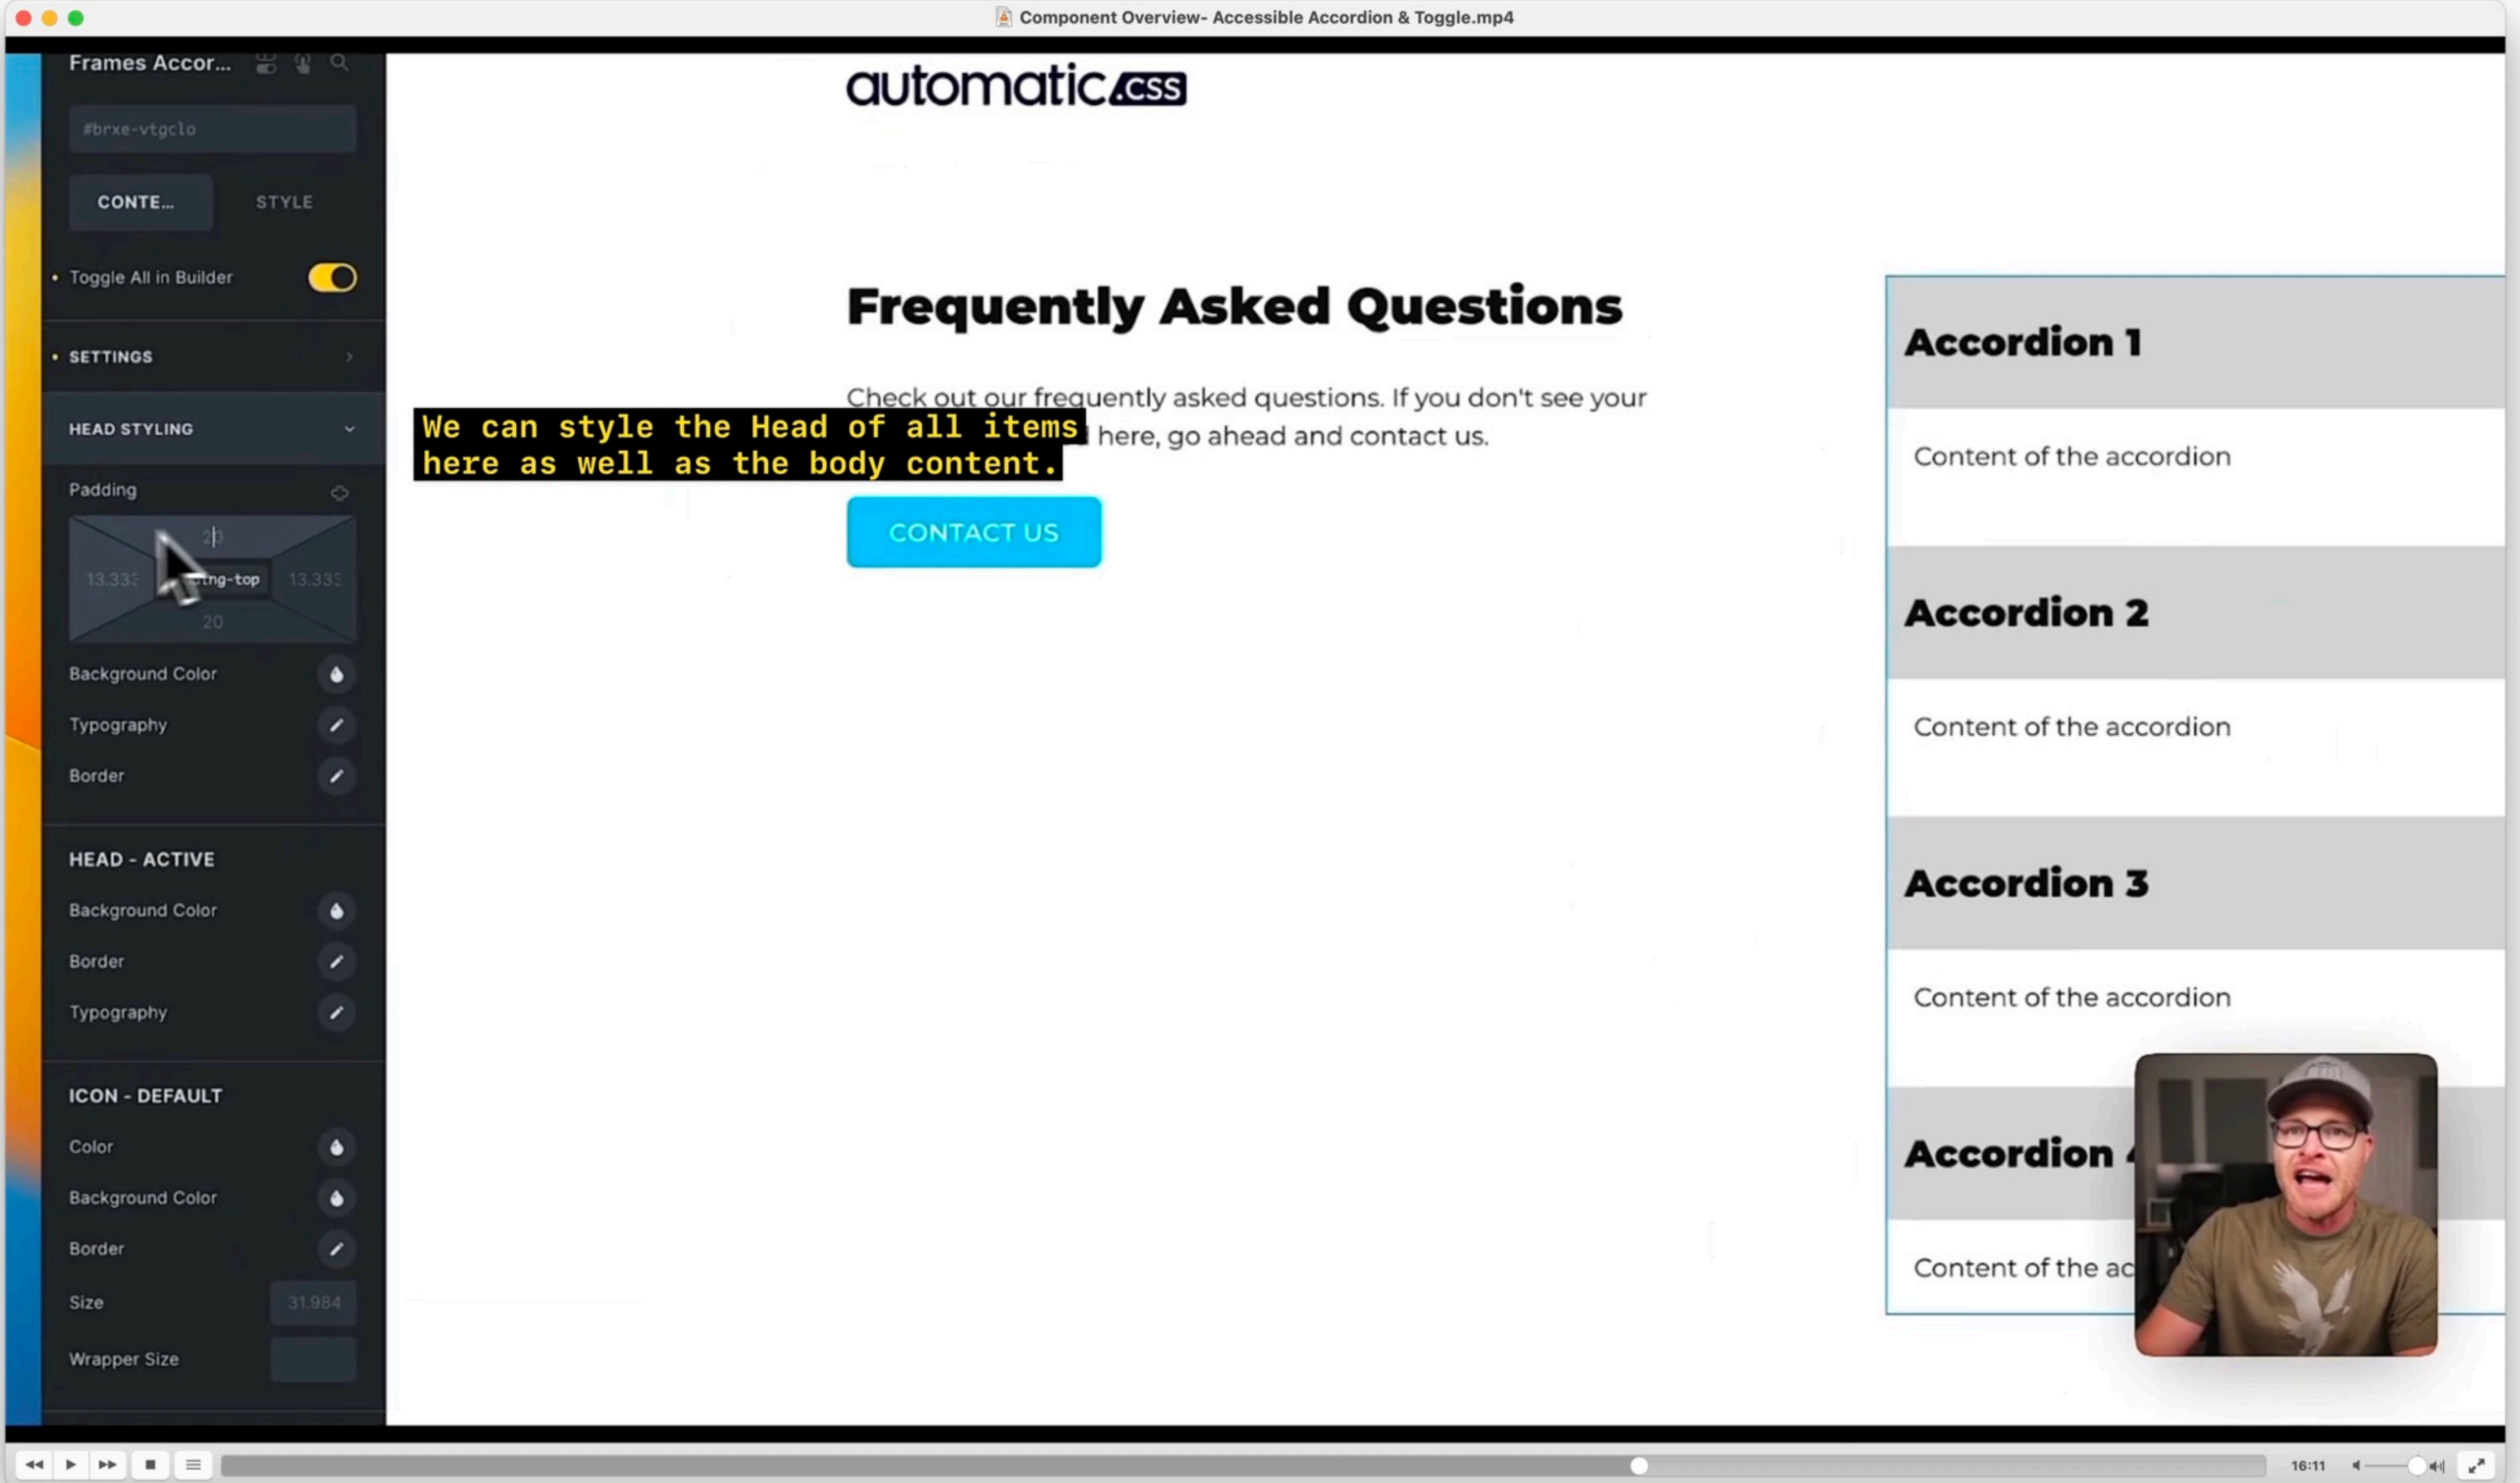 Component Overview- Accessible Accordion & Toggle.mp4
Frames Accor...
#brxe-vtgclo
CONTE...
STYLE
Toggle All in Builder
SETTINGS
HEAD STYLING
Padding
20
13.333
ing-top
13.333
20
Background Color
Typography
Border
HEAD - ACTIVE
Background Color
Border
Typography
ICON - DEFAULT
Color
Background Color
Border
Size
31.984
Wrapper Size
automatic.css
Frequently Asked Questions
Check out our frequently asked questions. If you don't see your
here, go ahead and contact us.
We can style the Head of all items
here as well as the body content.
CONTACT US
Accordion 1
Content of the accordion
Accordion 2
Content of the accordion
Accordion 3
Content of the accordion
Accordion 4
Content of the ac
16:11